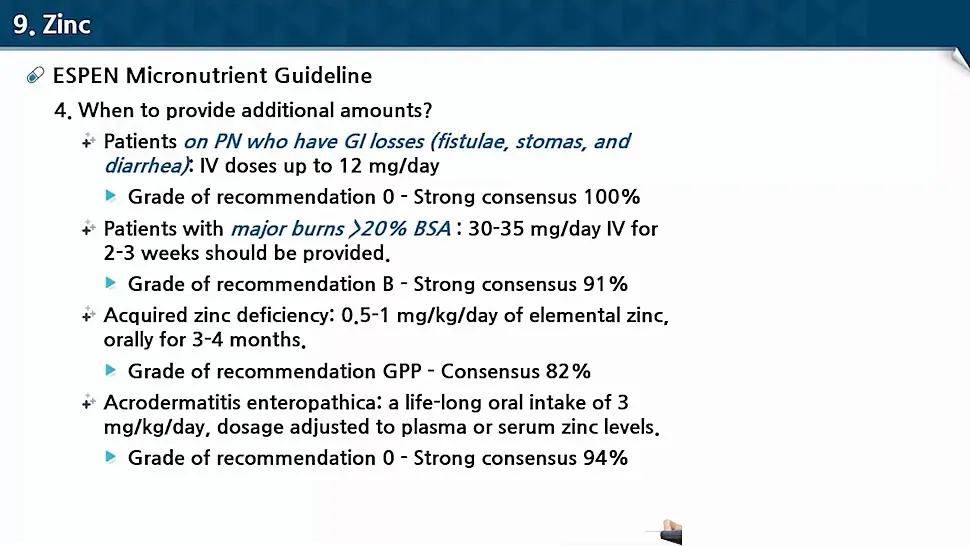 9. Zinc
ESPEN Micronutrient Guideline
4. When to provide additional amounts?
Patients on PN who have GI losses (fistulae, stomas, and
diarrhea): IV doses up to 12 mg/day
Grade of recommendation 0 - Strong consensus 100%
Patients with major burns >20% BSA : 30-35 mg/day IV for
2-3 weeks should be provided.
Grade of recommendation B - Strong consensus 91%
Acquired zinc deficiency: 0.5-1 mg/kg/day of elemental zinc,
orally for 3-4 months.
Grade of recommendation GPP - Consensus 82%
Acrodermatitis enteropathica: a life-long oral intake of 3
mg/kg/day, dosage adjusted to plasma or serum zinc levels.
Grade of recommendation 0 - Strong consensus 94%